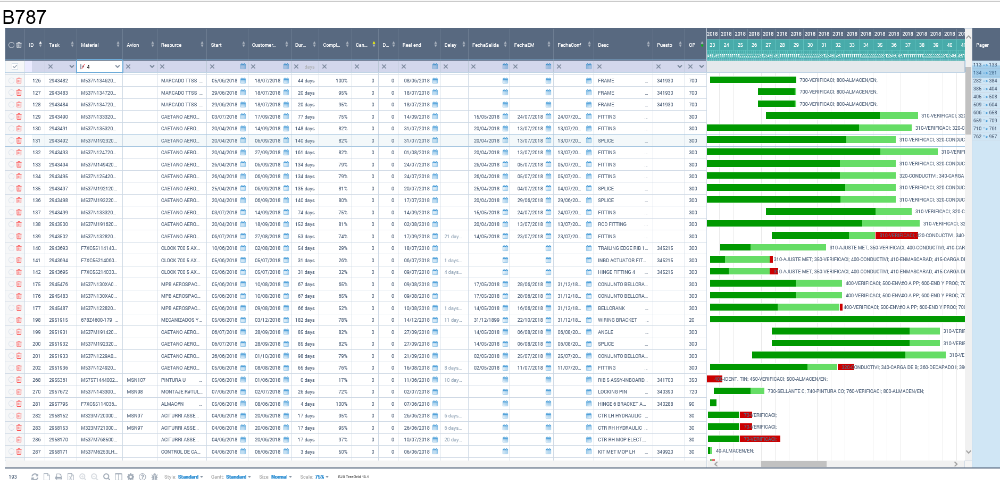 B787
ID Task Material Avion Resource Start Customer... Dur... Compl... Can... D... Real end Delay FechaSalida FechaEM FechaConf Desc Puesto OP 2018 2018 2018 2018 2018 2018 2018 2018 2018 2018 2018 2018 2018 2018 2018 2018 2018 2018 Pager
23 24 25 26 27 28 29 30 31 32 33 34 35 36 37 38 39 40 41
4 days
113 => 133
134 => 281
282 => 384
385 => 404
405 => 508
509 => 604
606 => 658
659 => 709
710 => 761
762 => 957
126 2943482 M537N134620... MARCADO TTSS ... 05/06/2018 18/07/2018 44 days 100% 0 0 08/06/2018 FRAME ... 341930 700 700-VERIFICACI; 800-ALMACEN/EN;
127 2943483 M537N134720... MARCADO TTSS ... 29/06/2018 18/07/2018 20 days 95% 0 0 18/07/2018 FRAME ... 341930 700 700-VERIFICACI; 800-ALMACEN/EN;
128 2943484 M537N134720... MARCADO TTSS ... 29/06/2018 18/07/2018 20 days 95% 0 0 18/07/2018 FRAME ... 341930 700 700-VERIFICACI; 800-ALMACEN/EN;
129 2943490 M537N133320... CAETANO AERO... 03/07/2018 17/09/2018 77 days 75% 0 0 14/09/2018 15/05/2018 24/07/2018 24/07/20... FITTING ... 300 310-VERIFICACI; 320
130 2943491 M537N135320... CAETANO AERO... 20/04/2018 14/09/2018 148 days 82% 0 0 31/07/2018 20/04/2018 13/07/2018 13/07/20... FITTING ... 300 310-VERIFICACI; 320-C
131 2943492 M537M192320... CAETANO AERO... 20/04/2018 06/09/2018 140 days 82% 0 0 31/07/2018 20/04/2018 13/07/2018 13/07/20... SPLICE ... 300 310-VERIFICACI; 320-CONDUC
132 2943493 M537N124720... CAETANO AERO... 20/04/2018 27/09/2018 161 days 82% 0 0 01/08/2018 20/04/2018 13/07/2018 13/07/20... FITTING ... 300 310-VERIF
133 2943494 M537M149420... CAETANO AERO... 26/04/2018 06/09/2018 134 days 79% 0 0 24/07/2018 26/04/2018 05/07/2018 05/07/20... FITTING ... 300 310-VERIFICACI; 320-CONDUC
134 2943495 M537N125420... CAETANO AERO... 26/04/2018 06/09/2018 134 days 79% 0 0 24/07/2018 26/04/2018 05/07/2018 05/07/20... FITTING ... 300 320-CONDUCTIVI; 340-CARGA
135 2943497 M537M192120... CAETANO AERO... 25/04/2018 06/09/2018 135 days 81% 0 0 20/07/2018 25/04/2018 04/07/2018 04/07/20... SPLICE ... 300 310-VERIFICACI; 320-CONDUC
136 2943498 M537M192220... CAETANO AERO... 20/04/2018 06/09/2018 140 days 80% 0 0 17/07/2018 20/04/2018 29/06/2018 29/06/20... SPLICE ... 300 310-VERIFICACI; 320-CONDUC
137 2943499 M537N133320... CAETANO AERO... 03/07/2018 14/09/2018 74 days 75% 0 0 14/09/2018 15/05/2018 24/07/2018 24/07/20... FITTING ... 300 310-VERIFICACI; 320-C
138 2943500 M537M191620... CAETANO AERO... 20/04/2018 18/09/2018 152 days 81% 0 0 02/08/2018 20/04/2018 13/07/2018 13/07/20... ROD FITTING ... 300 310-VERIFICACI; 32
139 2943502 M537N132820... CAETANO AERO... 06/07/2018 27/08/2018 53 days 74% 0 0 17/09/2018 21 day... 14/05/2018 23/07/2018 23/07/20... FITTING ... 300 310-VERIFICACI; 320-CONDUCTIVI; 340-
140 2943693 F7XC55114140... CLOCK 700 5 AX... 10/06/2018 02/08/2018 54 days 29% 0 0 18/07/2018 TRAILING EDGE RIB 1... 345215 300 310-AJUSTE MET; 350-VERIFICACI; 400-CONDUCTIVI; 410-CAR
141 2943694 F7XC55214060... CLOCK 700 5 AX... 05/06/2018 05/07/2018 31 days 26% 0 0 06/07/2018 1 days... INBD ACTUATOR FIT... 345215 300 310-AJUSTE MET; 350-VERIFICACI; 400-CONDUCTIVI; 410-ENMASCARAD; 415-CARGA DE
142 2943695 F7XC55214030... CLOCK 700 5 AX... 05/06/2018 05/07/2018 31 days 32% 0 0 09/07/2018 4 days... HINGE FITTING 4 ... 345215 300 310-AJUSTE MET; 350-VERIFICACI; 400-CONDUCTIVI; 410-ENMASCARAD; 415-CARGA DE
175 2945476 M537N130XA0... MPB AEROSPAC... 05/06/2018 10/08/2018 67 days 65% 0 0 09/08/2018 17/05/2018 28/06/2018 31/12/18... CONJUNTO BELLCRA... 300 400-VERIFICACI; 500-ENV#O A PP; 600-END Y PROC; 70
176 2945483 M537N130XA0... MPB AEROSPAC... 05/06/2018 10/08/2018 67 days 65% 0 0 09/08/2018 17/05/2018 28/06/2018 31/12/18... CONJUNTO BELLCRA... 300 400-VERIFICACI; 500-ENV#O A PP; 600-END Y PROC; 70
177 2945487 M537N122820... MPB AEROSPAC... 05/06/2018 09/08/2018 66 days 52% 0 0 10/08/2018 1 days... 14/05/2018 16/06/2018 31/12/18... BELLCRANK ... 300 400-VERIFICACI; 500-ENV#O A PP; 600-END Y PROC; 700
198 2951915 678Z4600-179 ... MECANIZADOS Y... 05/06/2018 03/12/2018 182 days 78% 0 0 14/12/2018 11 day... 31/12/1899 22/10/2018 31/12/18... WIRING BRACKET ... 20
199 2951931 M537M191420... CAETANO AERO... 06/07/2018 28/09/2018 85 days 82% 0 0 27/09/2018 14/05/2018 06/08/2018 06/08/20... ANGLE ... 300 310-VERIF
200 2951932 M537M192320... CAETANO AERO... 06/07/2018 28/09/2018 85 days 82% 0 0 27/09/2018 14/05/2018 06/08/2018 06/08/20... SPLICE ... 300 310-VERIF
201 2951933 M537N1229A0... CAETANO AERO... 26/06/2018 01/10/2018 98 days 79% 0 0 21/09/2018 02/05/2018 25/07/2018 25/07/20... CONJUNTO BELLCRA... 300 310-VE
202 2951936 M537N124920... CAETANO AERO... 05/06/2018 08/08/2018 65 days 76% 0 0 16/08/2018 8 days... 02/05/2018 11/07/2018 11/07/20... FITTING ... 300 320-CONDUCTIVI; 340-CARGA DE B; 360-DECAPADO I; 390
268 2955361 M57571444002... MSN107 PINTURA U ... 05/06/2018 01/06/2018 0 days 17% 0 0 11/06/2018 10 day... RIB 5 ASSY-INBOARD... 341700 350 400-IDENT. TIN; 450-VERIFICACI; 500-ALMACEN/EN;
270 2957672 M537N143300... MSN98 MONTAJE R#TUL... 07/06/2018 02/07/2018 26 days 72% 0 0 02/07/2018 LOCKING PIN ... 340390 720 730-SELLANTE C; 740-PINTURA CO; 760-VERIFICACI; 800-ALMACEN/EN;
281 2957795 F7XC55114036... ALMAC#N ... 05/06/2018 08/06/2018 4 days 100% 0 0 07/06/2018 HINGE 6 BRACKET A... 340288 90
282 2958152 M323M720000... MSN97 ACITURRI ASSE... 04/06/2018 20/06/2018 17 days 95% 0 0 26/06/2018 6 days... CTR LH HYDRAULIC ... 30 70-VERIFICACI;
283 2958153 M323M721000... MSN97 ACITURRI ASSE... 04/06/2018 20/06/2018 17 days 95% 0 0 26/06/2018 6 days... CTR RH HYDRAULIC ... 30 70-VERIFICACI;
286 2958170 M537M768500... ACITURRI ASSE... 04/06/2018 20/06/2018 17 days 97% 0 0 10/07/2018 20 day... CTR RH MOP ELECT.... 30 70-VERIFICACI;
287 2958171 M537M6253LH... CONTROL DE CA... 04/06/2018 06/06/2018 3 days 50% 0 0 06/06/2018 KIT MET MOP LH ... 349920 30 40-ALMACEN/EN;
193 Style: Standard Gantt: Standard Size: Normal Scale: 75% EJS TreeGrid 13.1